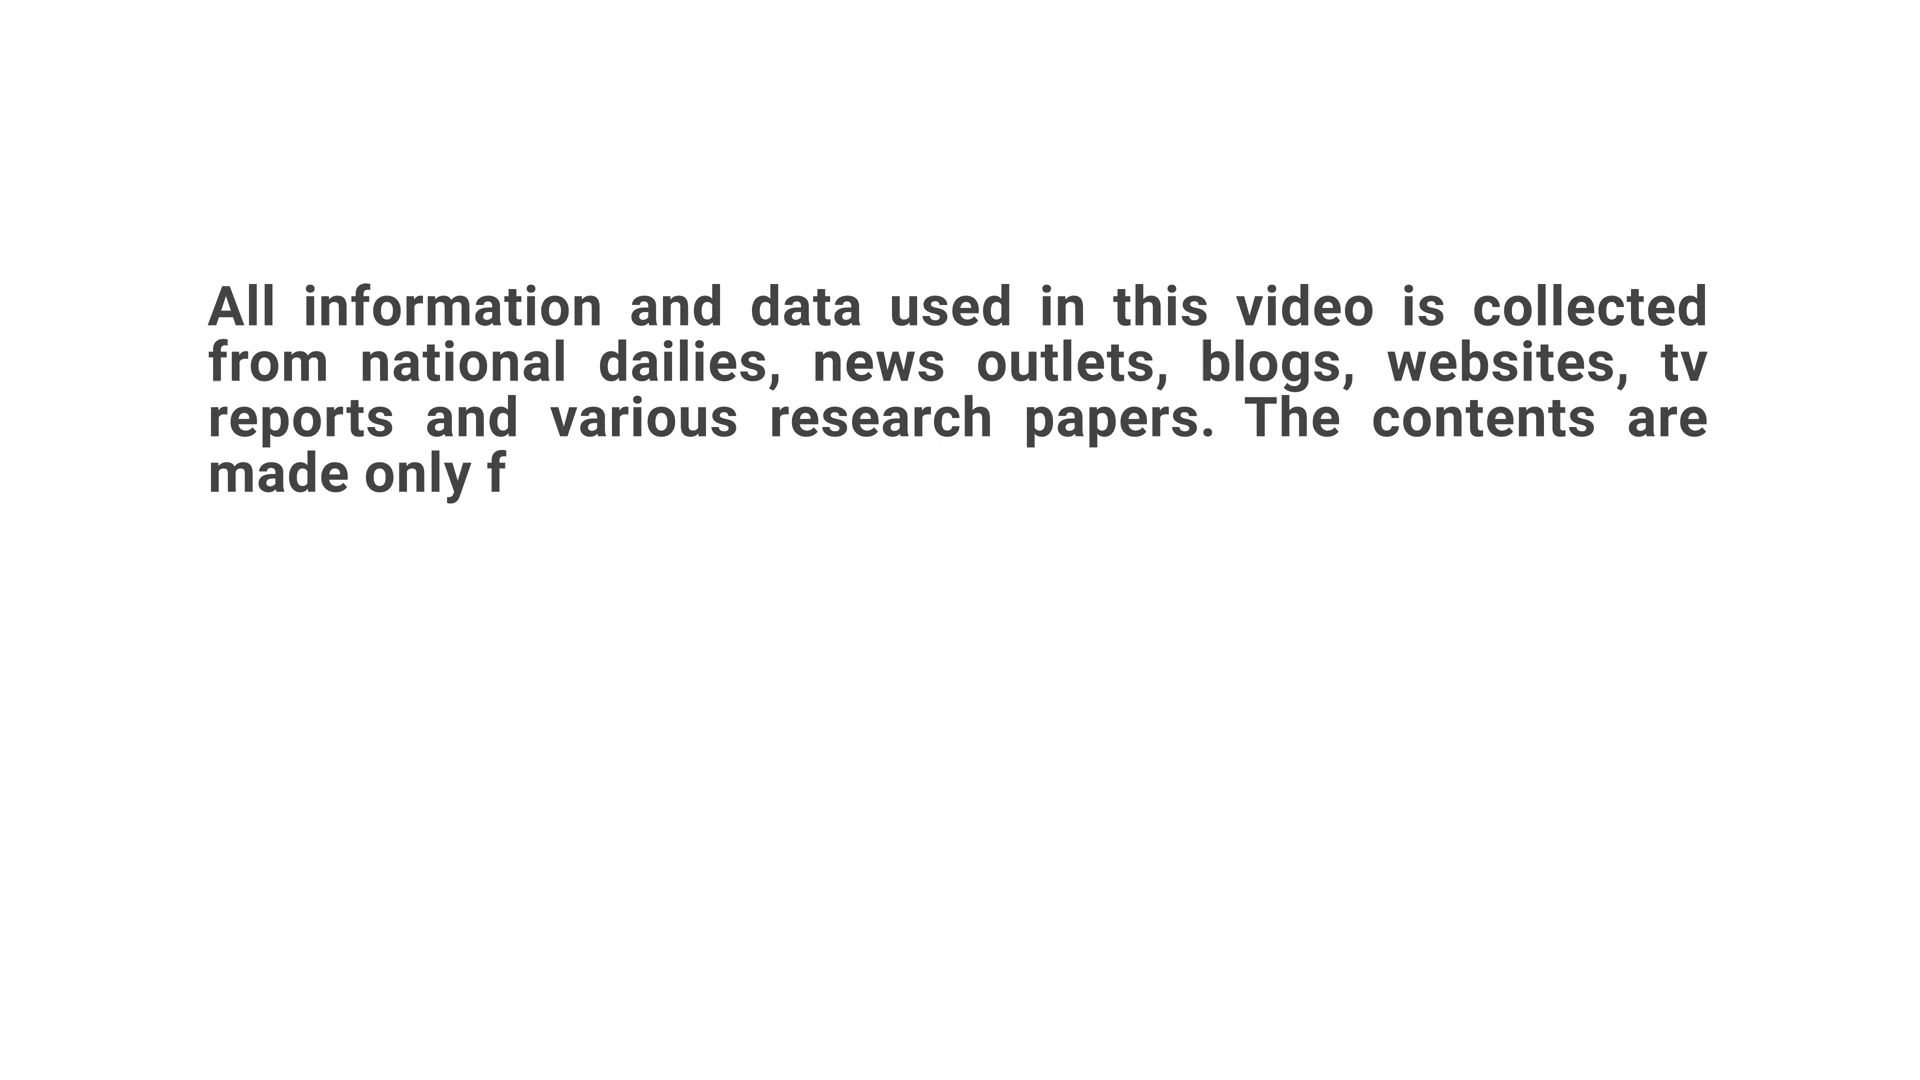 All information and data used in this video is collected
from national dailies, news outlets, blogs, websites, tv
reports and various research papers. The contents are
made only f